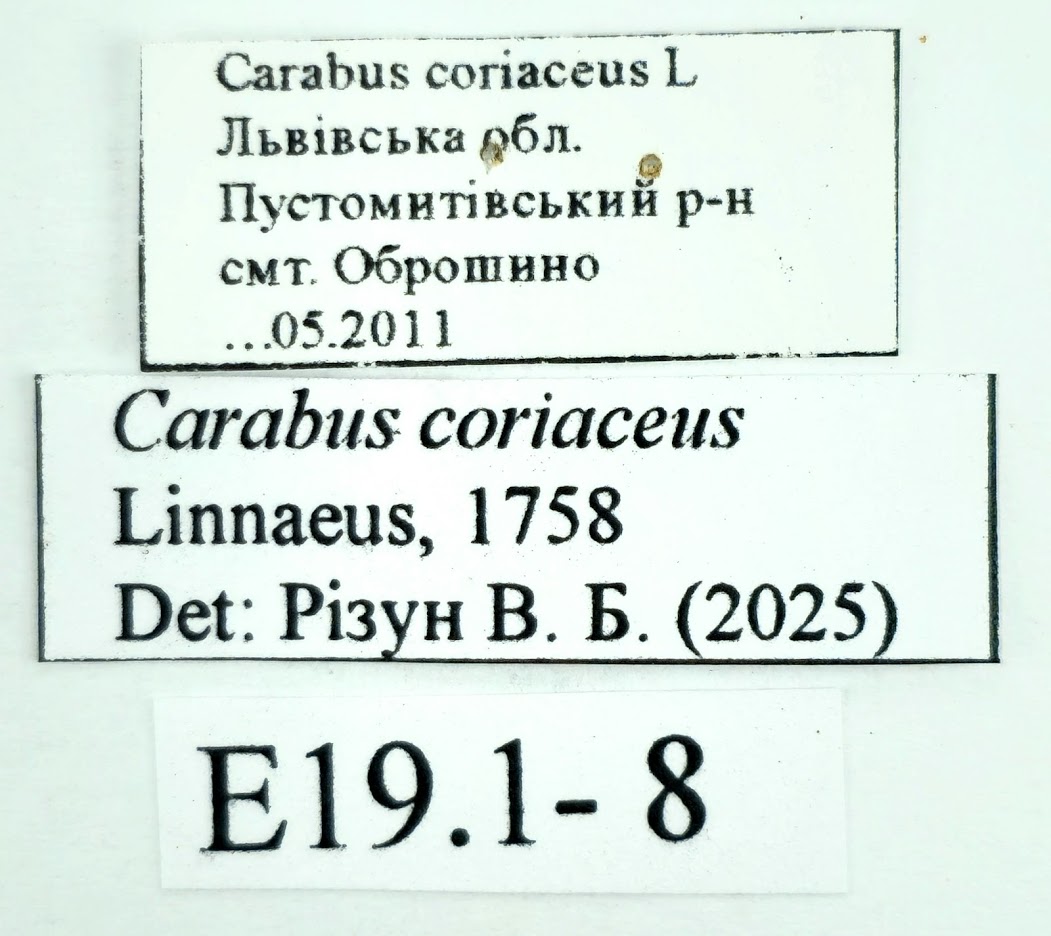 Carabus coriaceus L
Львівська обл.
Пустомитівський р-н
смт. Оброшино
...05.2011
Carabus coriaceus
Linnaeus, 1758
Det: Різун В. Б. (2025)
E19.1- 8